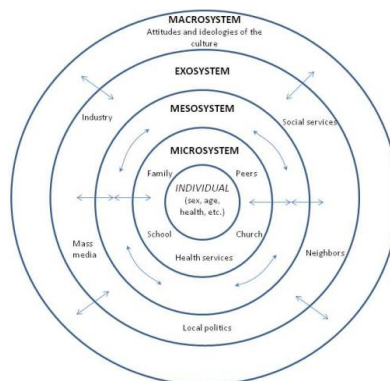 MACROSYSTEM
Attitudes and ideologies of the
culture
EXOSYSTEM
MESOSYSTEM
Industry
Social services
MICROSYSTEM
Family
Peers
INDIVIDUAL
(sex, age,
health, etc.)
School
Church
Mass
media
Neighbors
Health services
Local politics